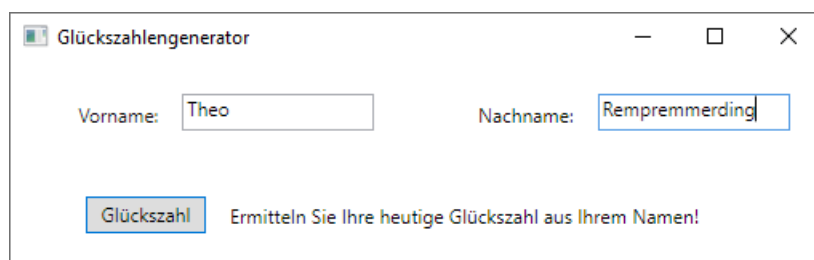 Glückszahlengenerator
Vorname: Theo Nachname: Rempremmerding
Glückszahl Ermitteln Sie Ihre heutige Glückszahl aus Ihrem Namen!